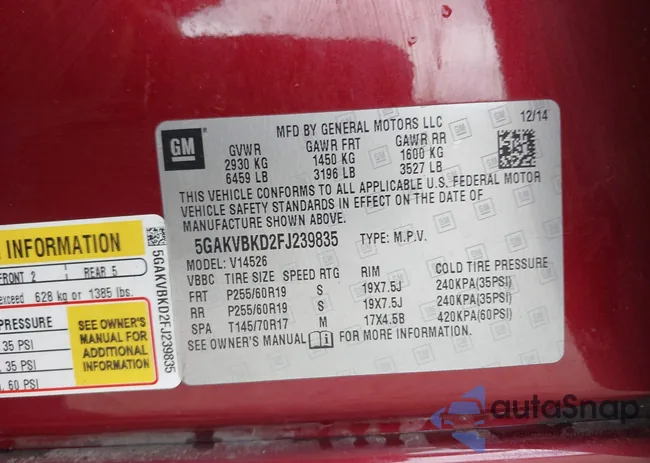 GM
MFD BY GENERAL MOTORS LLC
12/14
GVWR GAWR FRT GAWR RR
2930 KG 1450 KG 1600 KG
6459 LB 3196 LB 3527 LB
THIS VEHICLE CONFORMS TO ALL APPLICABLE U.S. FEDERAL MOTOR
VEHICLE SAFETY STANDARDS IN EFFECT ON THE DATE OF
MANUFACTURE SHOWN ABOVE.
5GAKVBKD2FJ239835 TYPE: M.P.V.
MODEL: V14526
VBBC TIRE SIZE SPEED RTG RIM COLD TIRE PRESSURE
FRT P255/60R19 S 19X7.5J 240KPA(35PSI)
RR P255/60R19 S 19X7.5J 240KPA(35PSI)
SPA T145/70R17 M 17X4.5B 420KPA(60PSI)
SEE OWNER'S MANUAL i FOR MORE INFORMATION.
INFORMATION
FRONT 2 REAR 5
exceed 628 kg or 1385 lbs.
PRESSURE
35 PSI
35 PSI
60 PSI
SEE OWNER'S
MANUAL FOR
ADDITIONAL
INFORMATION
5GAKVBKD2FJ239835
autoSnap